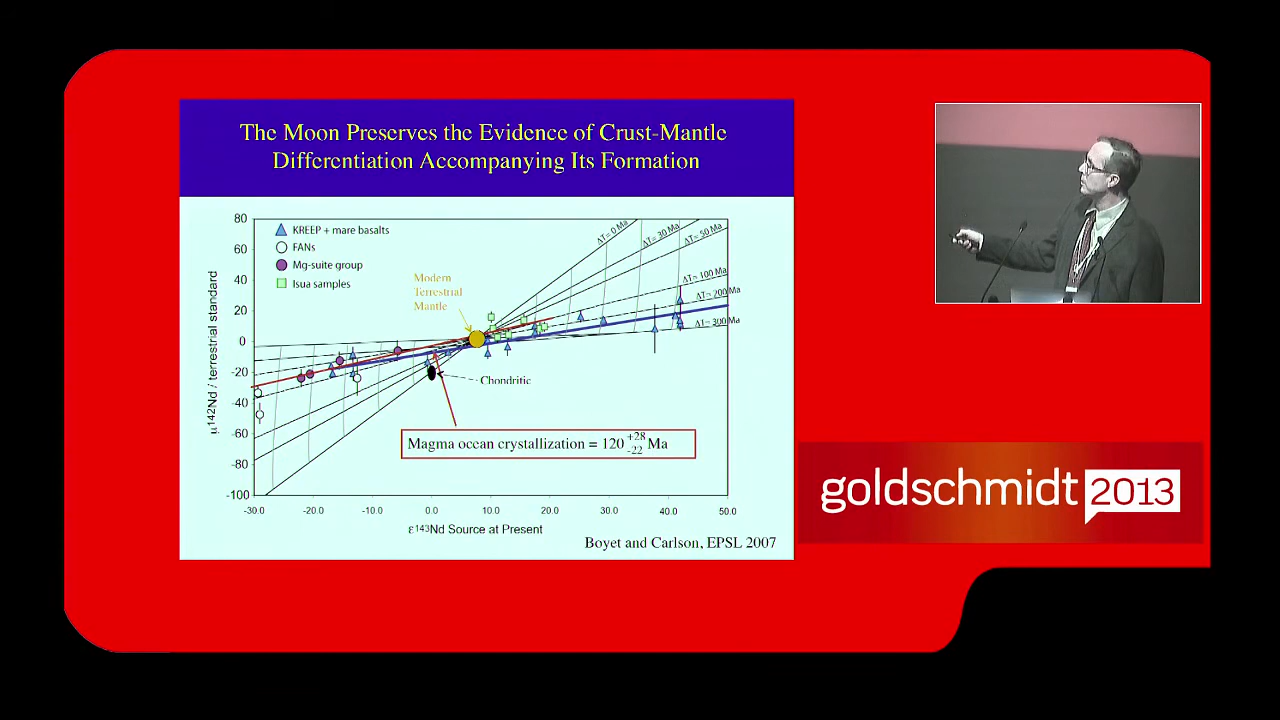 The Moon Preserves the Evidence of Crust-Mantle
Differentiation Accompanying Its Formation
80
60
40
20
0
-20
-40
-60
-80
-100
μ142Nd / terrestrial standard
KREEP + mare basalts
FANs
Mg-suite group
Isua samples
Modern
Terrestrial
Mantle
ΔT= 0 Ma
ΔT= 30 Ma
ΔT= 50 Ma
ΔT= 100 Ma
ΔT= 200 Ma
ΔT= 300 Ma
Chondritic
Magma ocean crystallization = 120 +28 -22 Ma
-30.0 -20.0 -10.0 0.0 10.0 20.0 30.0 40.0 50.0
ε143Nd Source at Present
Boyet and Carlson, EPSL 2007
goldschmidt 2013